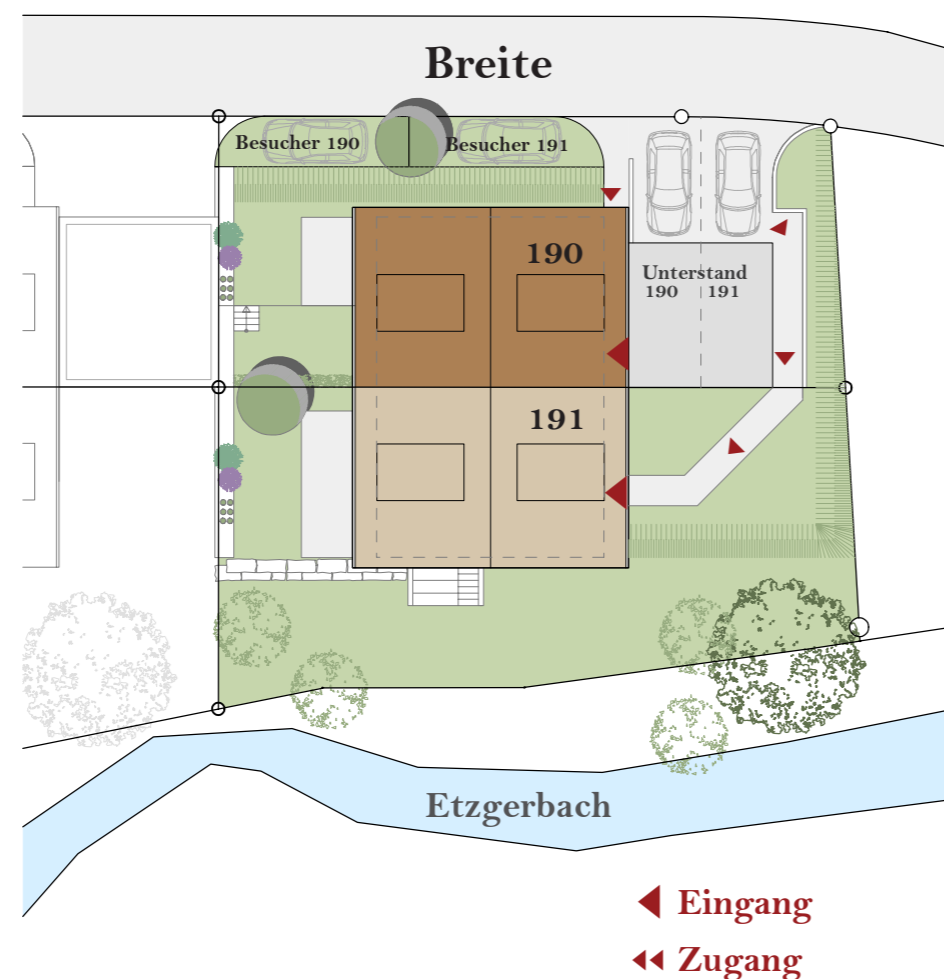 Breite
Besucher 190
Besucher 191
190
Unterstand
190 191
191
Etzgerbach
Eingang
Zugang